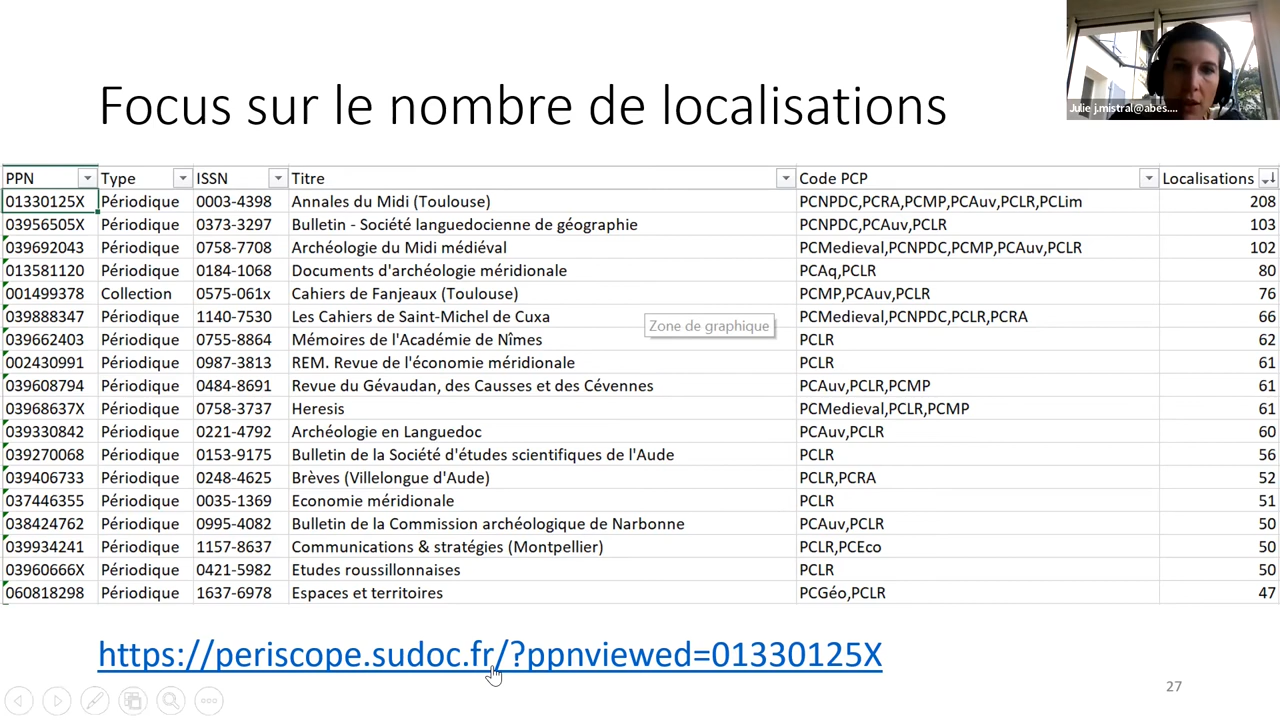 Julie j.mistral@abes....
Focus sur le nombre de localisations
PPN Type ISSN Titre Code PCP Localisations
01330125X Périodique 0003-4398 Annales du Midi (Toulouse) PCNPDC,PCRA,PCMP,PCAuv,PCLR,PCLim 208
03956505X Périodique 0373-3297 Bulletin - Société languedocienne de géographie PCNPDC,PCAuv,PCLR 103
039692043 Périodique 0758-7708 Archéologie du Midi médiéval PCMedieval,PCNPDC,PCMP,PCAuv,PCLR 102
013581120 Périodique 0184-1068 Documents d'archéologie méridionale PCAq,PCLR 80
001499378 Collection 0575-061x Cahiers de Fanjeaux (Toulouse) PCMP,PCAuv,PCLR 76
039888347 Périodique 1140-7530 Les Cahiers de Saint-Michel de Cuxa PCMedieval,PCNPDC,PCLR,PCRA 66
Zone de graphique
039662403 Périodique 0755-8864 Mémoires de l'Académie de Nîmes PCLR 62
002430991 Périodique 0987-3813 REM. Revue de l'économie méridionale PCLR 61
039608794 Périodique 0484-8691 Revue du Gévaudan, des Causses et des Cévennes PCAuv,PCLR,PCMP 61
03968637X Périodique 0758-3737 Heresis PCMedieval,PCLR,PCMP 61
039330842 Périodique 0221-4792 Archéologie en Languedoc PCAuv,PCLR 60
039270068 Périodique 0153-9175 Bulletin de la Société d'études scientifiques de l'Aude PCLR 56
039406733 Périodique 0248-4625 Brèves (Villelongue d'Aude) PCLR,PCRA 52
037446355 Périodique 0035-1369 Economie méridionale PCLR 51
038424762 Périodique 0995-4082 Bulletin de la Commission archéologique de Narbonne PCAuv,PCLR 50
039934241 Périodique 1157-8637 Communications & stratégies (Montpellier) PCLR,PCEco 50
03960666X Périodique 0421-5982 Etudes roussillonnaises PCLR 50
060818298 Périodique 1637-6978 Espaces et territoires PCGéo,PCLR 47
https://periscope.sudoc.fr/?ppnviewed=01330125X
27